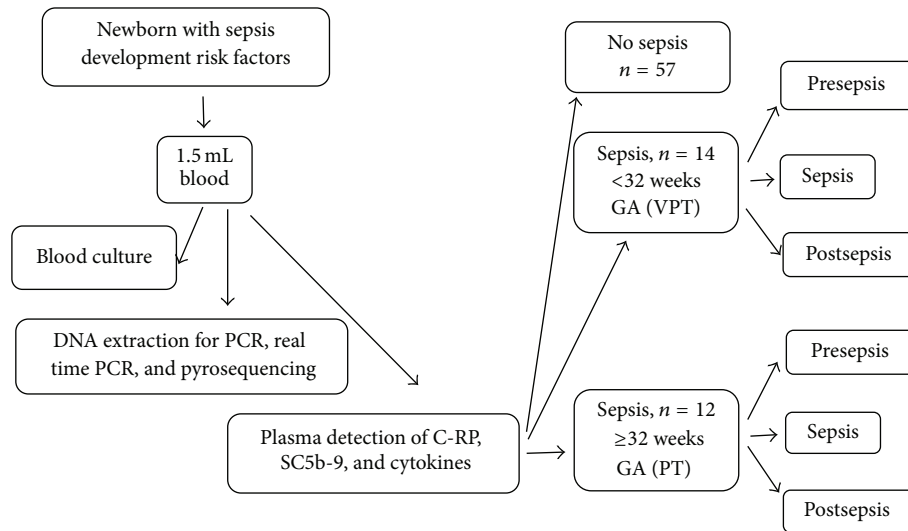 Newborn with sepsis
development risk factors
1.5 mL
blood
Blood culture
DNA extraction for PCR, real
time PCR, and pyrosequencing
Plasma detection of C-RP,
SC5b-9, and cytokines
No sepsis
n = 57
Sepsis, n = 14
<32 weeks
GA (VPT)
Presepsis
Sepsis
Postsepsis
Sepsis, n = 12
≥32 weeks
GA (PT)
Presepsis
Sepsis
Postsepsis